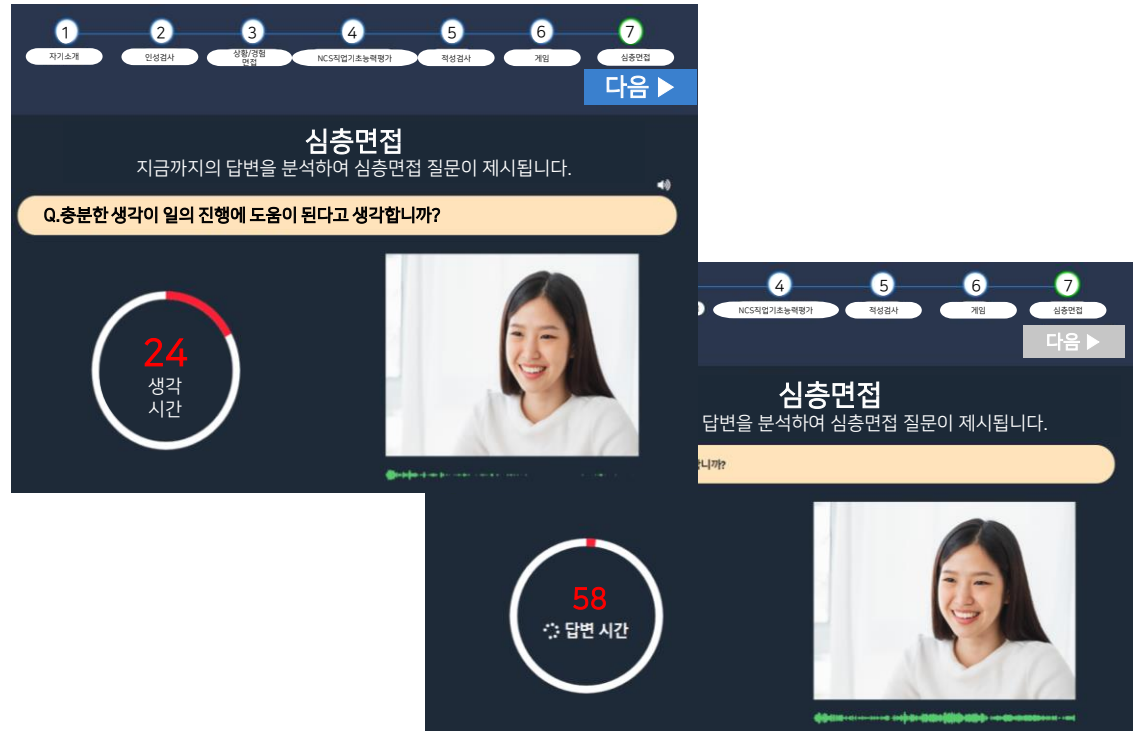 1 2 3 4 5 6 7
자기소개 인성검사 상황/경험 면접 NCS직업기초능력평가 적성검사 게임 심층면접
다음 ▶
심층면접
지금까지의 답변을 분석하여 심층면접 질문이 제시됩니다.
Q.충분한 생각이 일의 진행에 도움이 된다고 생각합니까?
24
생각
시간
4 5 6 7
NCS직업기초능력평가 적성검사 게임 심층면접
다음 ▶
심층면접
답변을 분석하여 심층면접 질문이 제시됩니다.
니까?
58
답변 시간